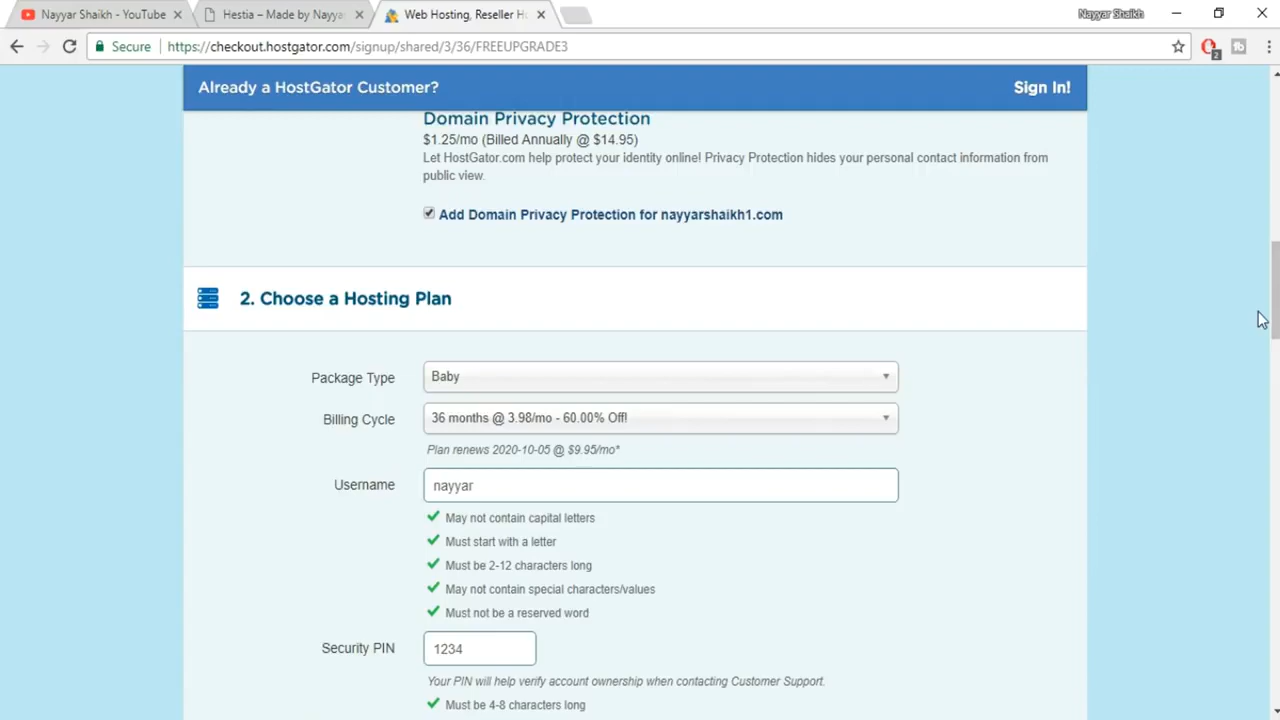 Nayyar Shaikh - YouTube
Hestia – Made by Nayya
Web Hosting, Reseller H
Nayyar Shaikh
Secure
https://checkout.hostgator.com/signup/shared/3/36/FREEUPGRADE3
2
Already a HostGator Customer?
Sign In!
Domain Privacy Protection
$1.25/mo (Billed Annually @ $14.95)
Let HostGator.com help protect your identity online! Privacy Protection hides your personal contact information from
public view.
Add Domain Privacy Protection for nayyarshaikh1.com
2. Choose a Hosting Plan
Package Type
Baby
Billing Cycle
36 months @ 3.98/mo - 60.00% Off!
Plan renews 2020-10-05 @ $9.95/mo*
Username
nayyar
May not contain capital letters
Must start with a letter
Must be 2-12 characters long
May not contain special characters/values
Must not be a reserved word
Security PIN
1234
Your PIN will help verify account ownership when contacting Customer Support.
Must be 4-8 characters long